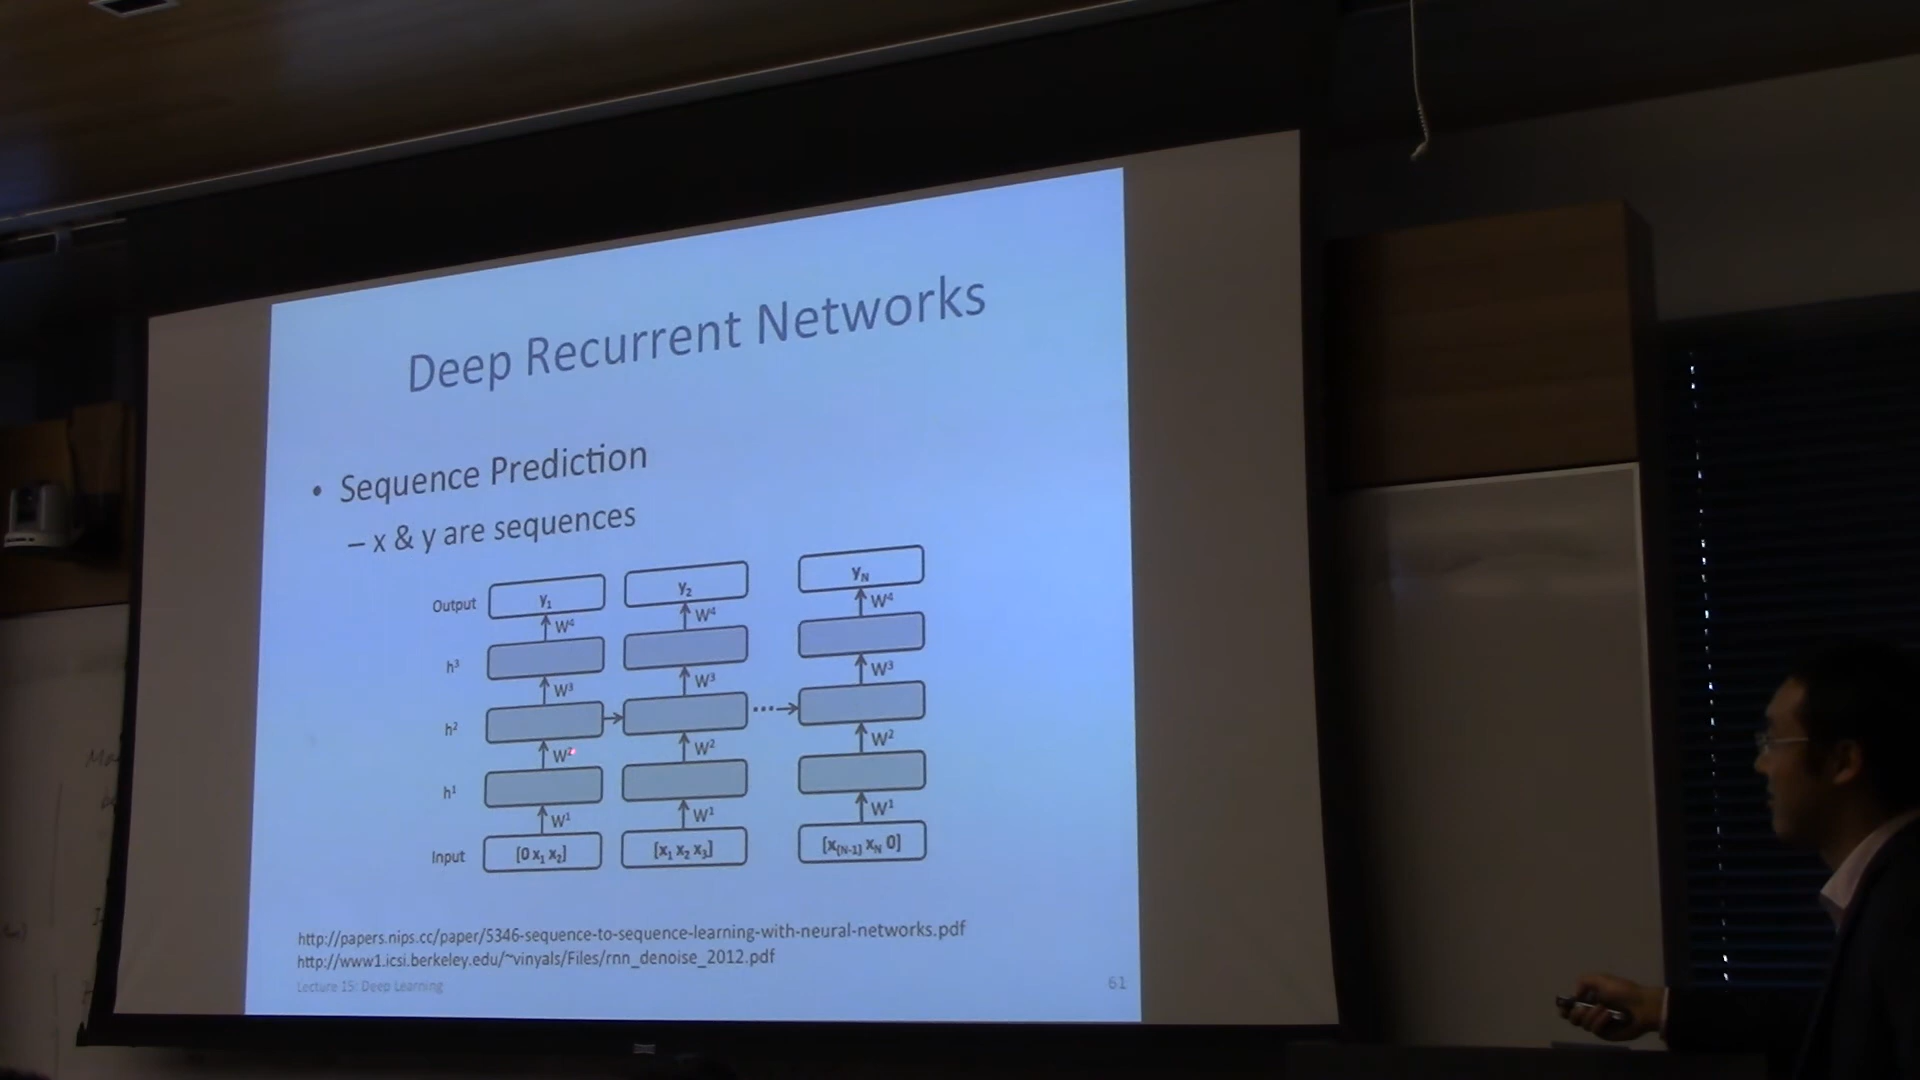 Deep Recurrent Networks
• Sequence Prediction
– x & y are sequences
Output y₁ y₂ yₙ
W⁴ W⁴ W⁴
h³
W³ W³ W³
h²
...
W² W² W²
h¹
W¹ W¹ W¹
Input [0 x₁ x₂] [x₁ x₂ x₃] [x₍N-1₎ xN 0]
http://papers.nips.cc/paper/5346-sequence-to-sequence-learning-with-neural-networks.pdf
http://www1.icsi.berkeley.edu/~vinyals/Files/rnn_denoise_2012.pdf
Lecture 15: Deep Learning 61